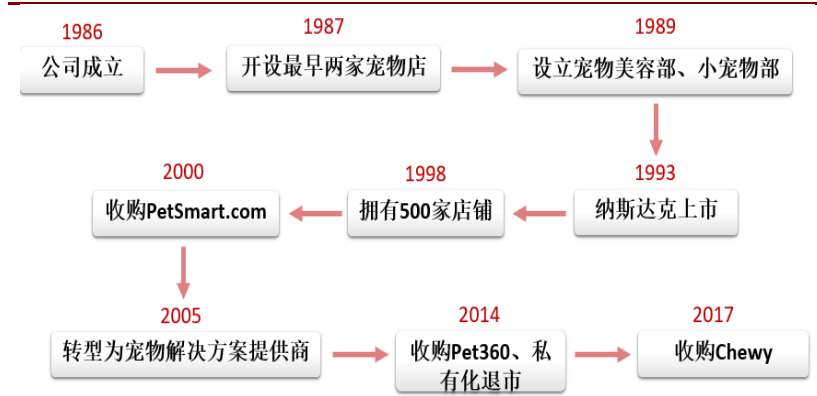 1986
公司成立
1987
开设最早两家宠物店
1989
设立宠物美容部、小宠物部
1993
纳斯达克上市
1998
拥有500家店铺
2000
收购PetSmart.com
2005
转型为宠物解决方案提供商
2014
收购Pet360、私
有化退市
2017
收购Chewy